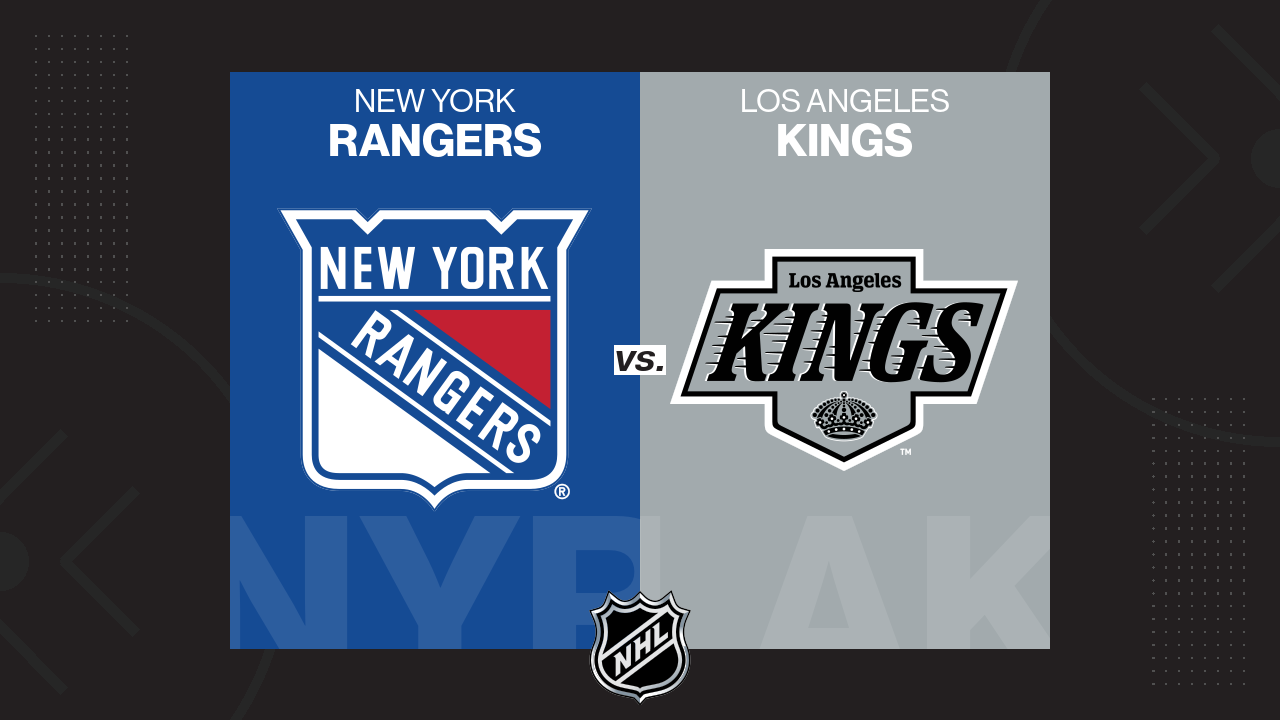 NEW YORK
RANGERS
LOS ANGELES
KINGS
NEW YORK
RANGERS
®
vs.
Los Angeles
KINGS
™
NYR
LAK
NHL